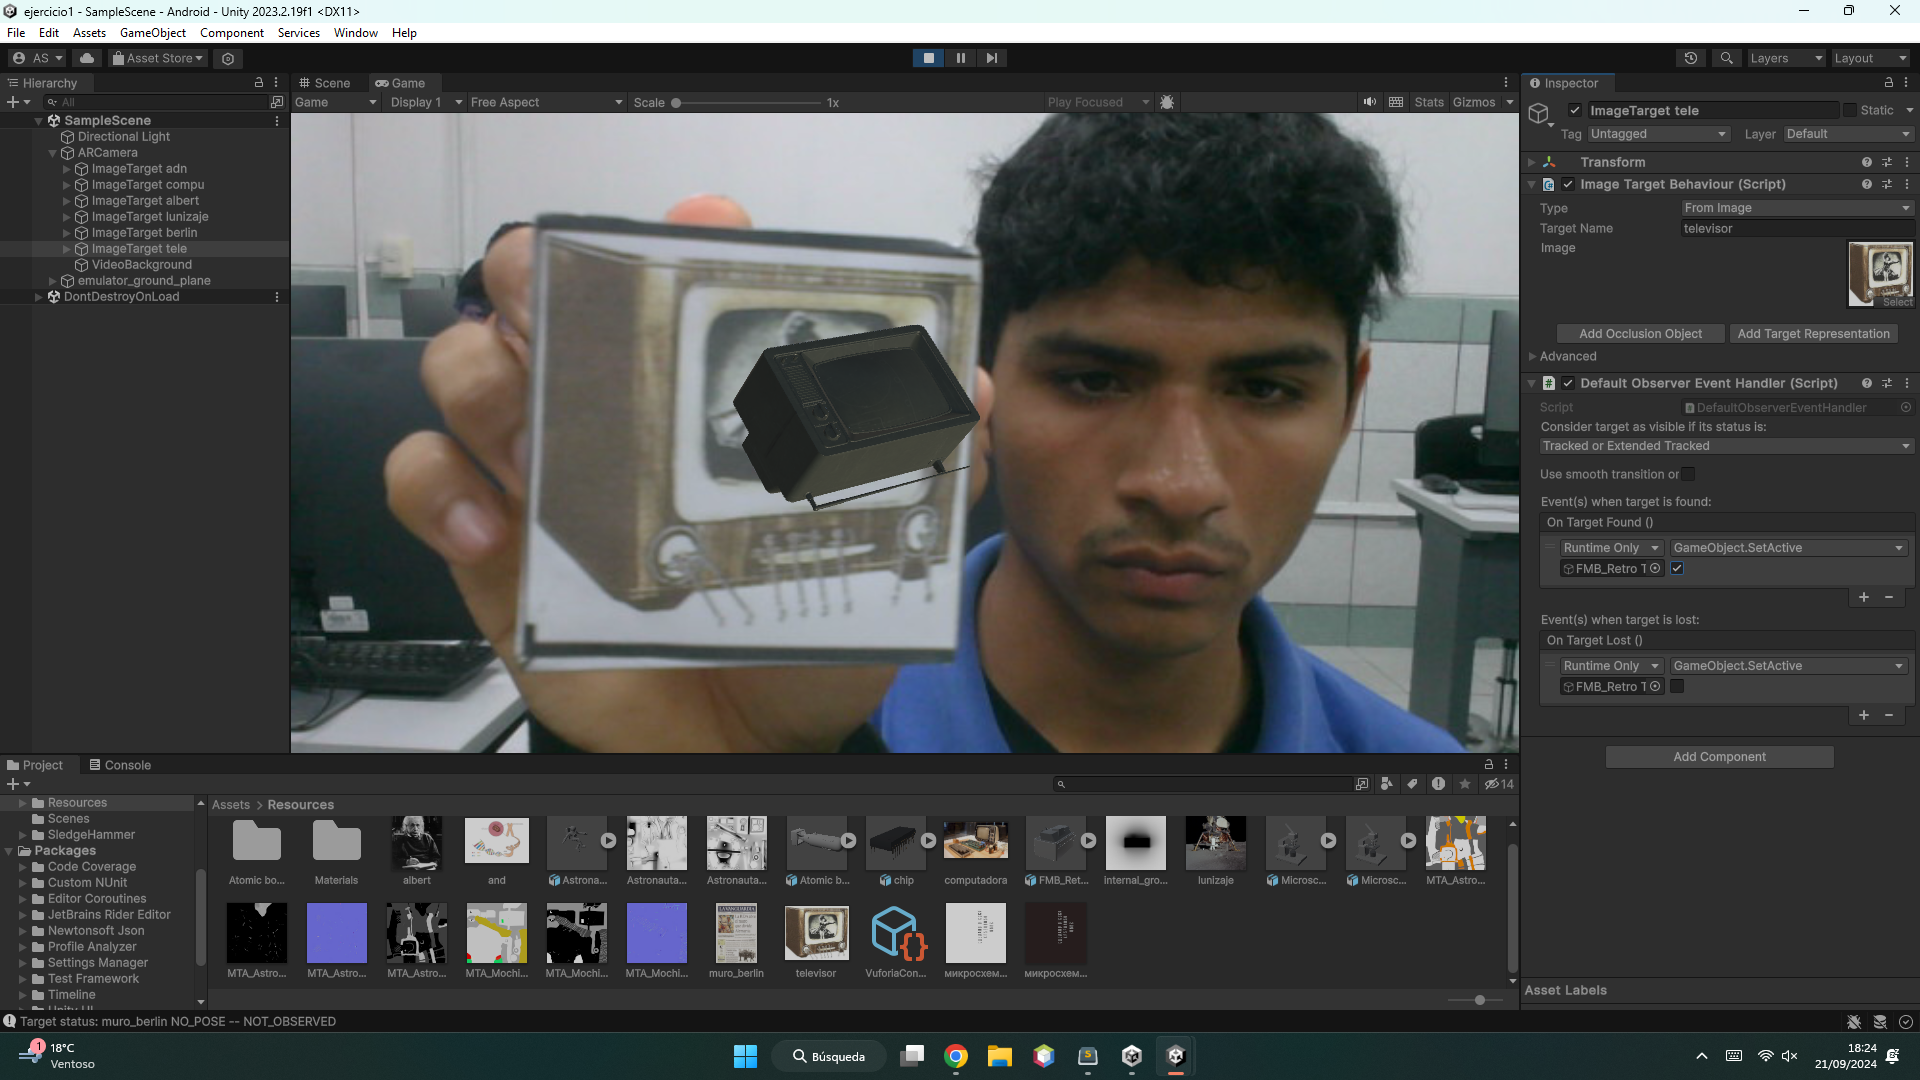 ejercicio1 - SampleScene - Android - Unity 2023.2.19f1 <DX11>
File Edit Assets GameObject Component Services Window Help
AS Asset Store Layers Layout
Hierarchy
All
SampleScene
Directional Light
ARCamera
ImageTarget adn
ImageTarget compu
ImageTarget albert
ImageTarget lunizaje
ImageTarget berlin
ImageTarget tele
VideoBackground
emulator_ground_plane
DontDestroyOnLoad
Scene Game
Game Display 1 Free Aspect Scale 1x Play Focused Stats Gizmos
Inspector
ImageTarget tele Static
Tag Untagged Layer Default
Transform
Image Target Behaviour (Script)
Type From Image
Target Name televisor
Image
Select
Add Occlusion Object Add Target Representation
Advanced
Default Observer Event Handler (Script)
Script DefaultObserverEventHandler
Consider target as visible if its status is:
Tracked or Extended Tracked
Use smooth transition or
Event(s) when target is found:
On Target Found ()
Runtime Only GameObject.SetActive
FMB_Retro T
Event(s) when target is lost:
On Target Lost ()
Runtime Only GameObject.SetActive
FMB_Retro T
Add Component
Asset Labels
Project Console
14
Resources
Scenes
SledgeHammer
Packages
Code Coverage
Custom NUnit
Editor Coroutines
JetBrains Rider Editor
Newtonsoft Json
Profile Analyzer
Settings Manager
Test Framework
Timeline
Unity UI
Assets > Resources
Atomic bo... Materials albert and Astrona... Astronauta... Astronauta... Atomic b... chip computadora FMB_Ret... internal_gro... lunizaje Microsc... Microsc... MTA_Astro...
MTA_Astro... MTA_Astro... MTA_Astro... MTA_Mochi... MTA_Mochi... MTA_Mochi... muro_berlin televisor VuforiaCon... микросхем... микросхем...
Target status: muro_berlin NO_POSE -- NOT_OBSERVED
1 18°C
Ventoso
Búsqueda
18:24
21/09/2024